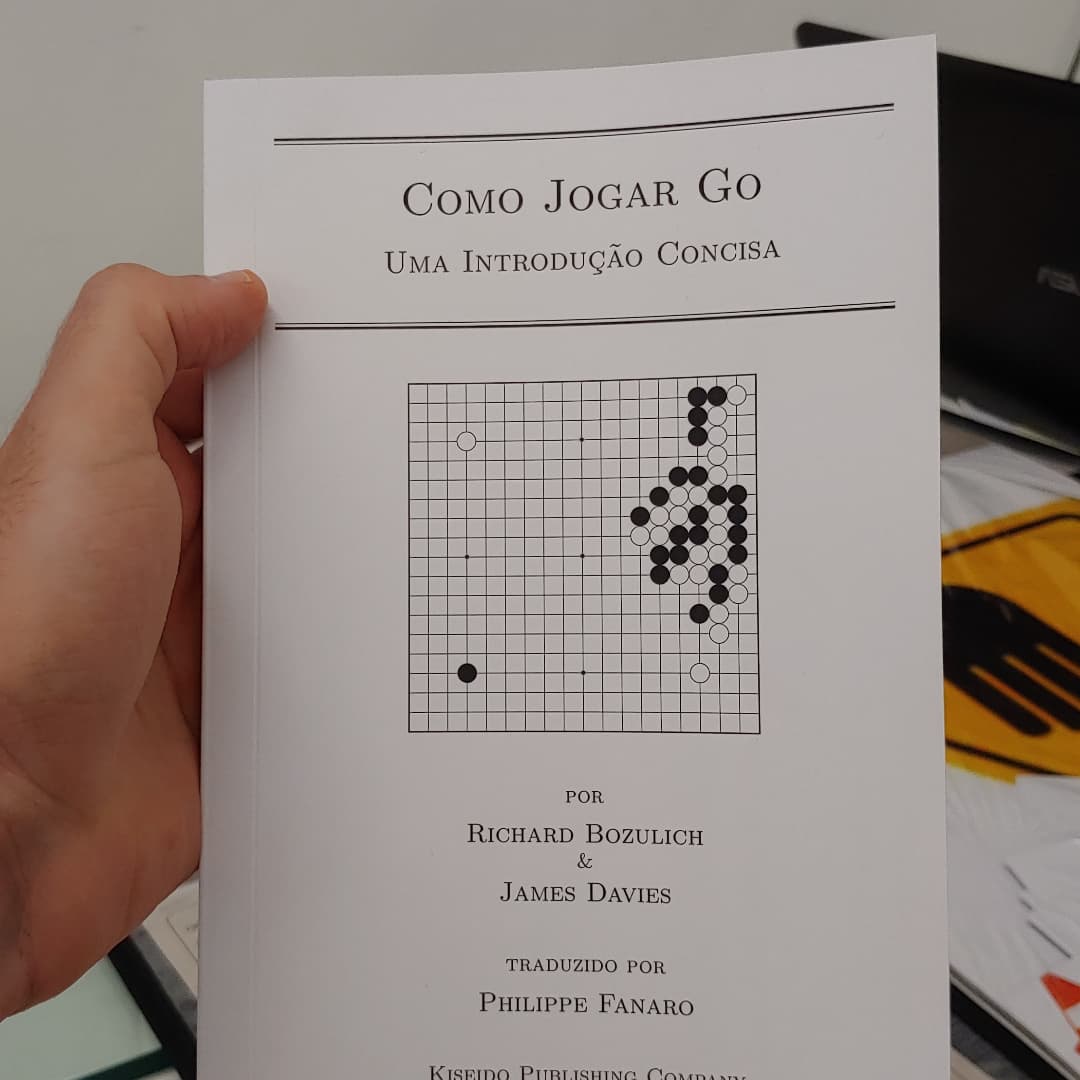 COMO JOGAR GO
UMA INTRODUÇÃO CONCISA
POR
RICHARD BOZULICH
&
JAMES DAVIES
TRADUZIDO POR
PHILIPPE FANARO
KISEIDO PUBLISHING COMPANY